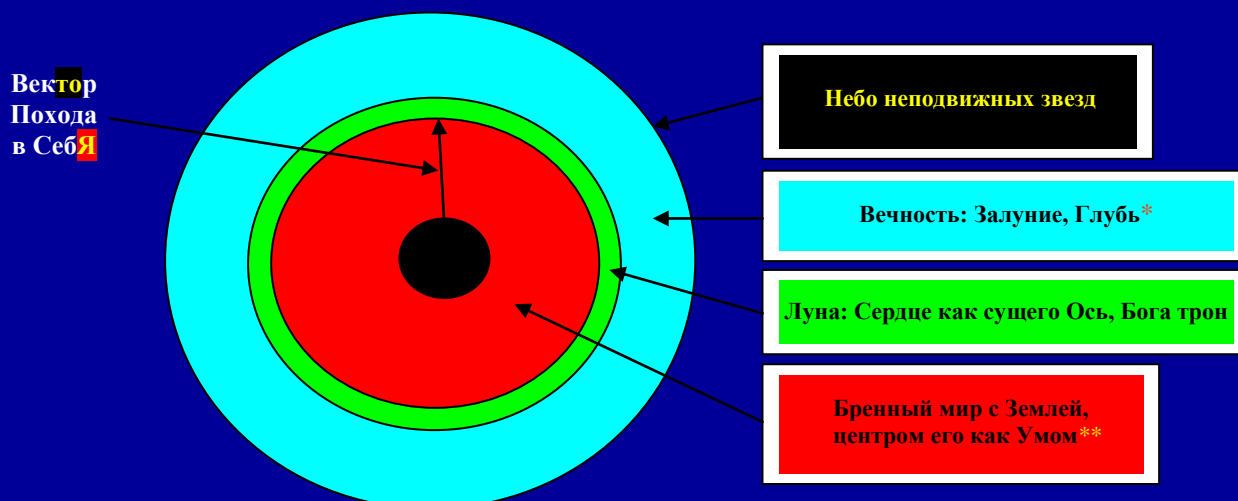 Вектор
Похода
в СебЯ
Небо неподвижных звезд
Вечность: Залуние, Глубь*
Луна: Сердце как сущего Ось, Бога трон
Бренный мир с Землей,
центром его как Умом**